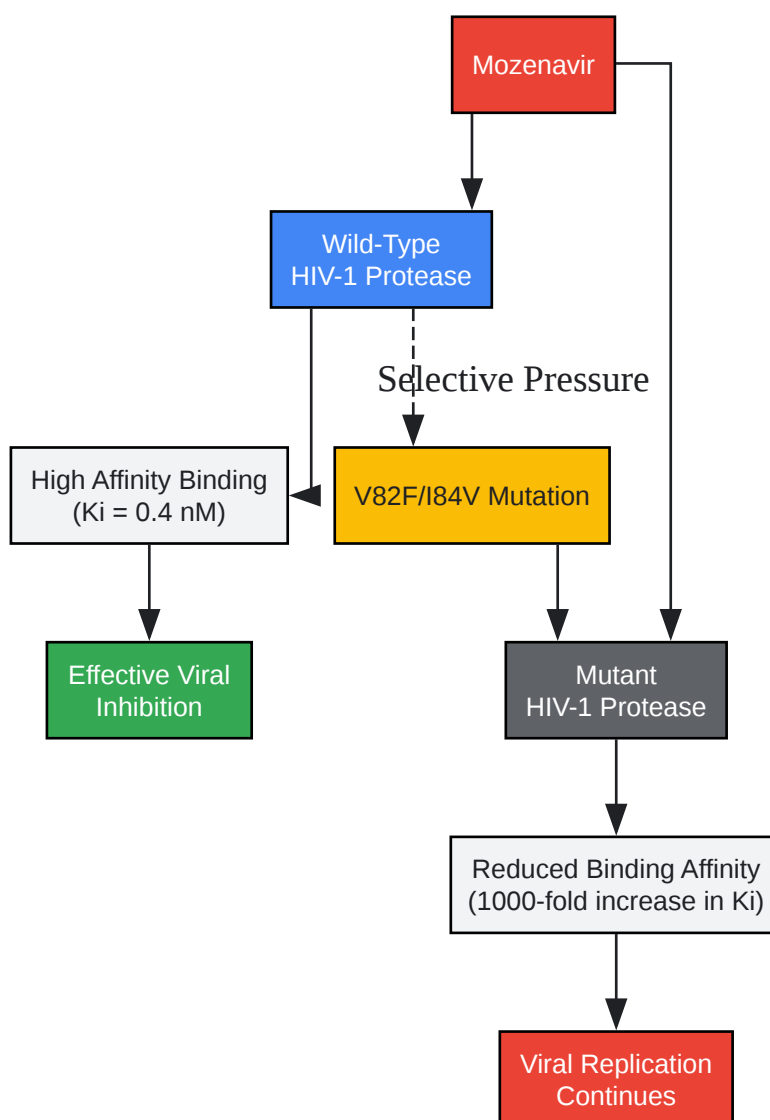 Mozenavir
Wild-Type
HIV-1 Protease
Selective Pressure
High Affinity Binding
(Ki = 0.4 nM)
V82F/I84V Mutation
Effective Viral
Inhibition
Mutant
HIV-1 Protease
Reduced Binding Affinity
(1000-fold increase in Ki)
Viral Replication
Continues